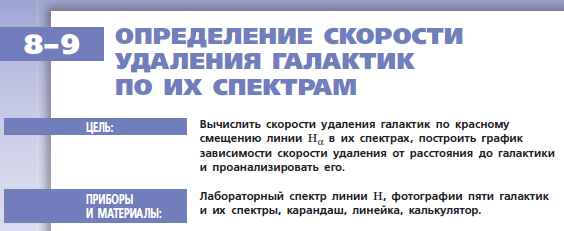 8–9
ОПРЕДЕЛЕНИЕ СКОРОСТИ
УДАЛЕНИЯ ГАЛАКТИК
ПО ИХ СПЕКТРАМ
ЦЕЛЬ:
Вычислить скорости удаления галактик по красному
смещению линии Hα в их спектрах, построить график
зависимости скорости удаления от расстояния до галактики
и проанализировать его.
ПРИБОРЫ
И МАТЕРИАЛЫ:
Лабораторный спектр линии H, фотографии пяти галактик
и их спектры, карандаш, линейка, калькулятор.